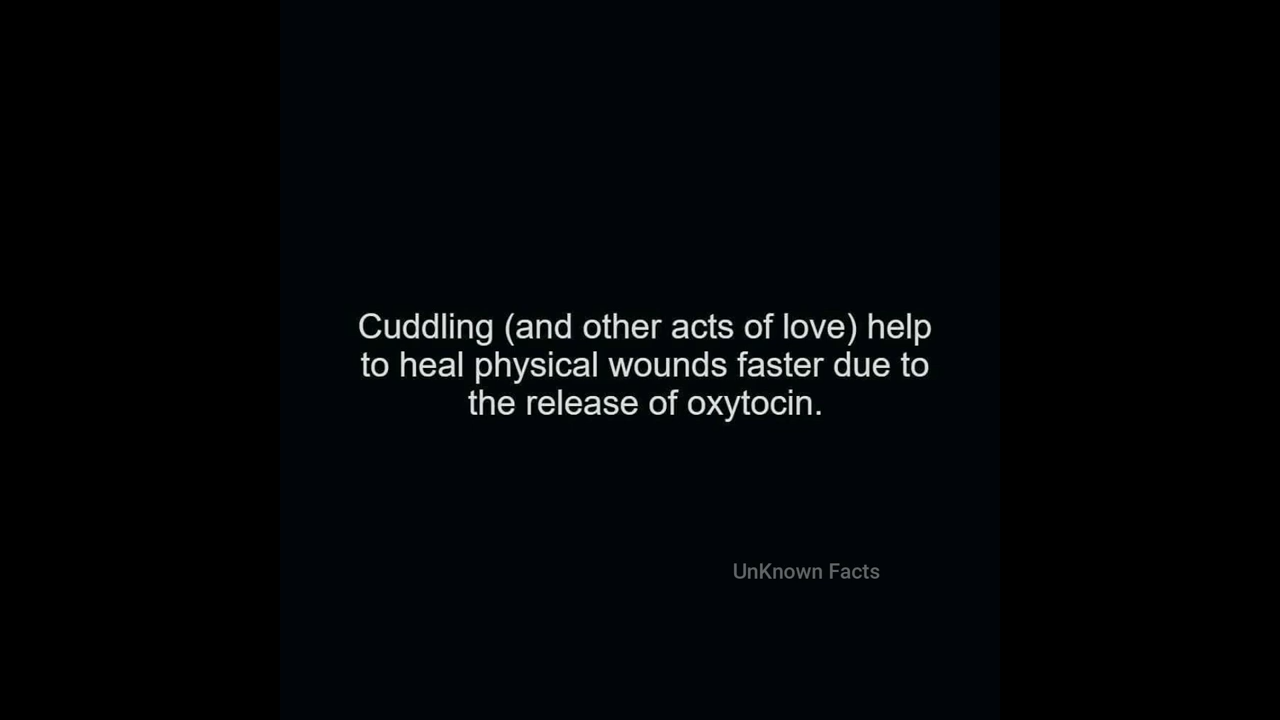 Cuddling (and other acts of love) help
to heal physical wounds faster due to
the release of oxytocin.
UnKnown Facts